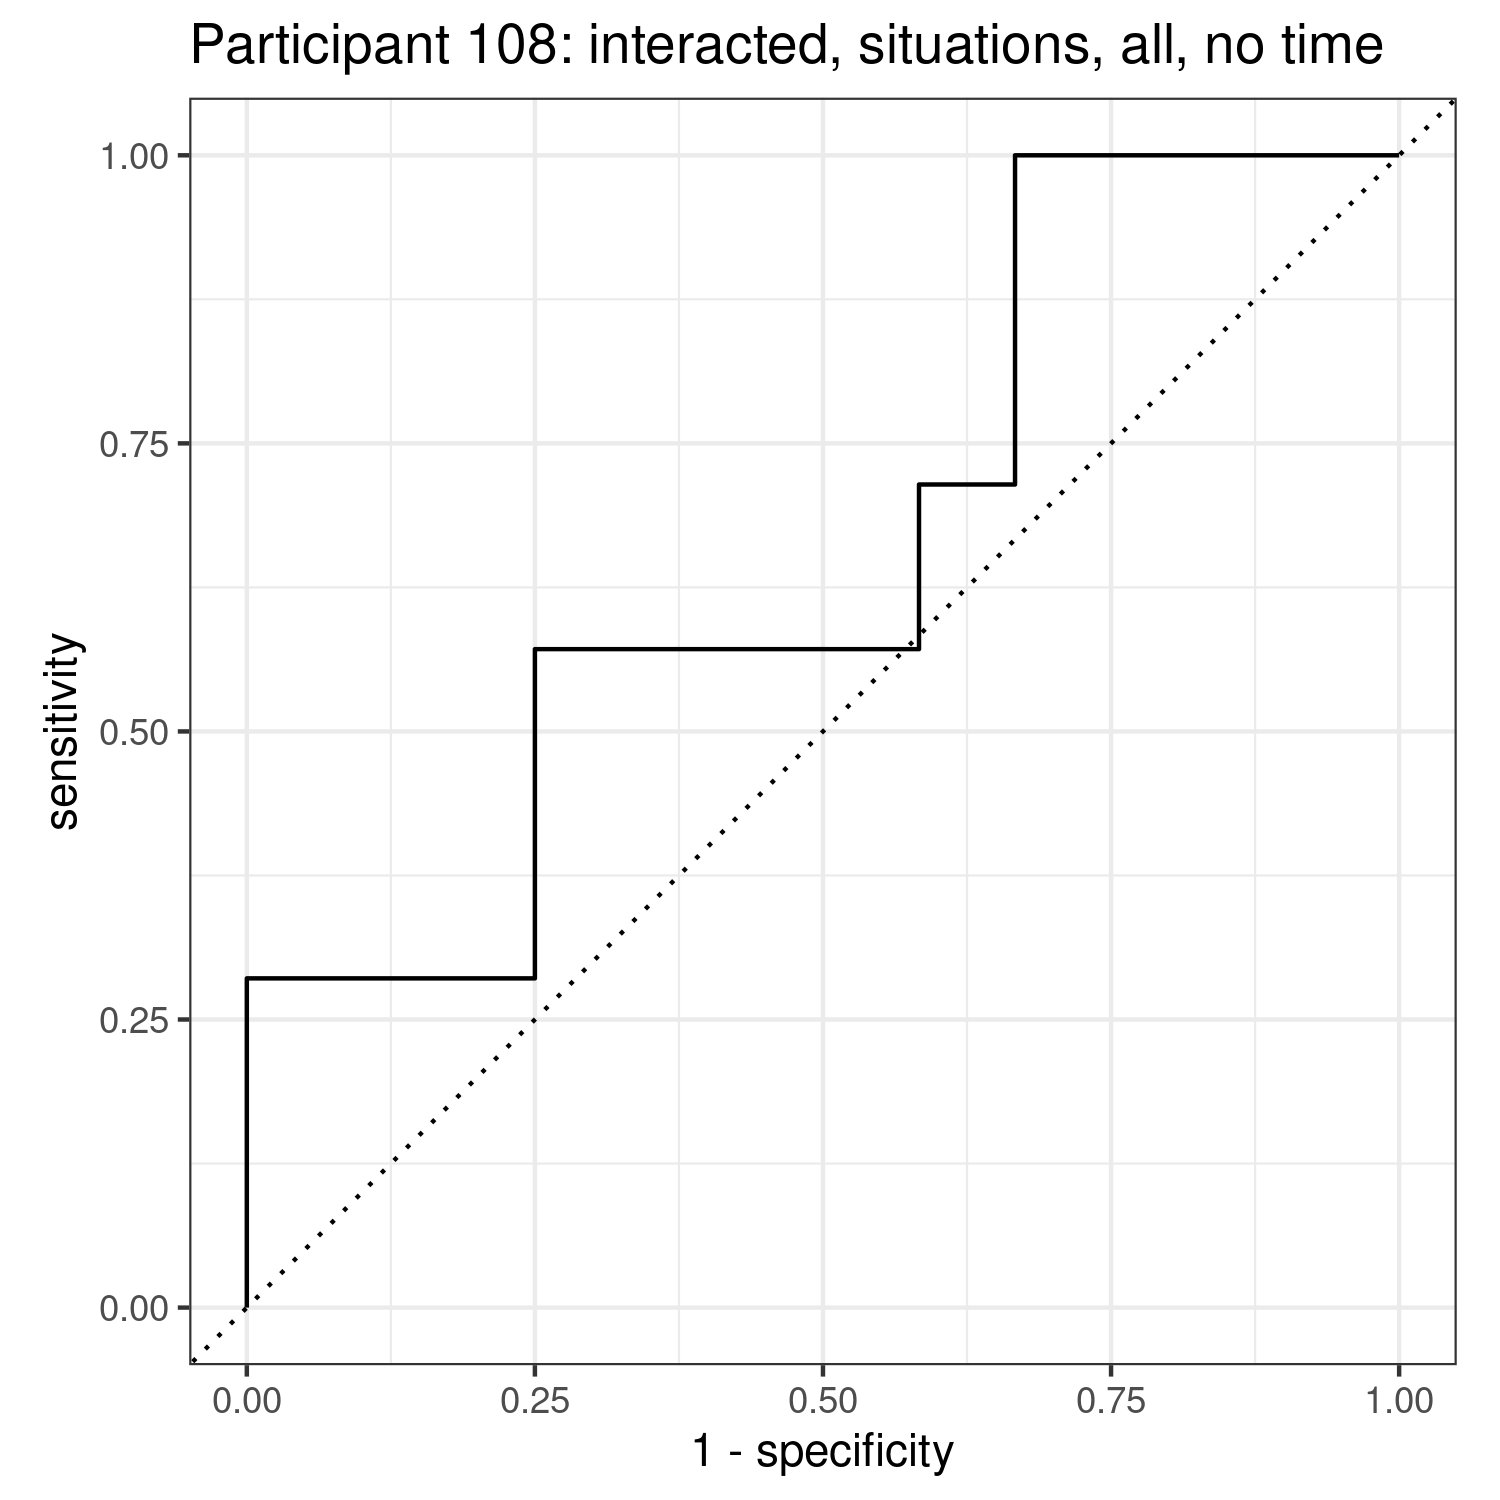 Participant 108: interacted, situations, all, no time
1.00
0.75
0.50
0.25
0.00
sensitivity
0.00 0.25 0.50 0.75 1.00
1 - specificity